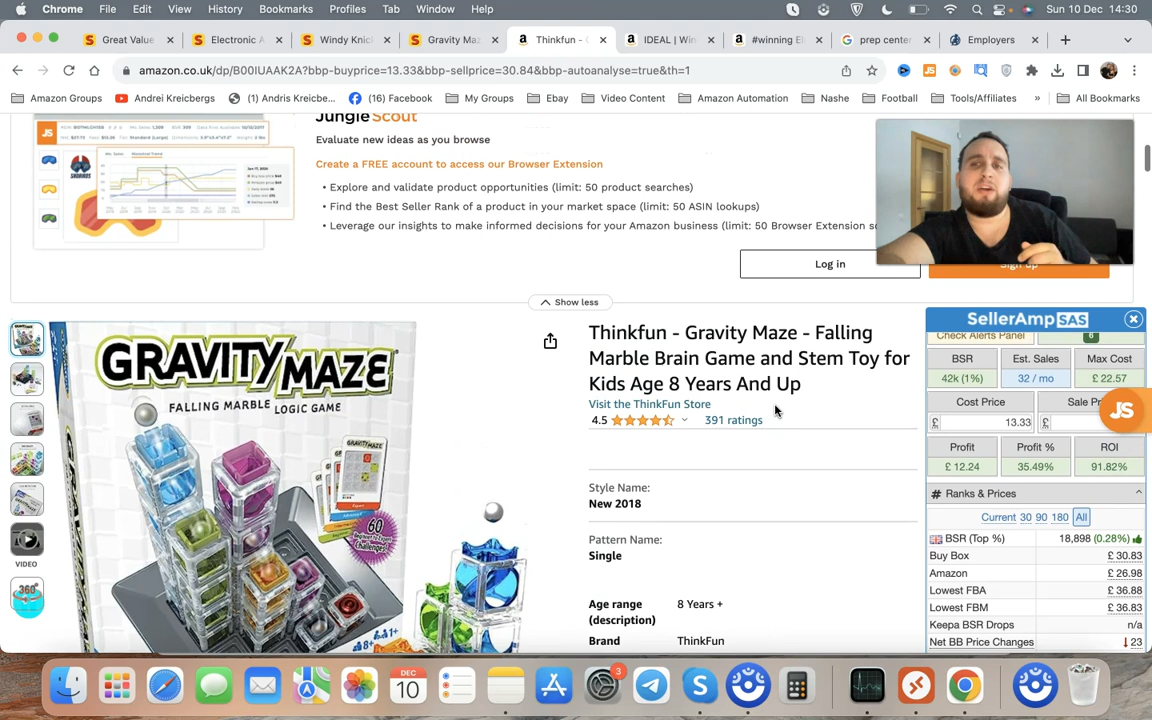 Chrome File Edit View History Bookmarks Profiles Tab Window Help Sun 10 Dec 14:30
Great Value Electronic A Windy Knic Gravity Maz Thinkfun - IDEAL | Win #winning El prep center Employers
amazon.co.uk/dp/B00IUAAK2A?bbp-buyprice=13.33&bbp-sellprice=30.84&bbp-autoanalyse=true&th=1
Amazon Groups Andrei Kreicbergs (1) Andris Kreicbe... (16) Facebook My Groups Ebay Video Content Amazon Automation Nashe Football Tools/Affiliates » All Bookmarks
Jungle Scout
Evaluate new ideas as you browse
Create a FREE account to access our Browser Extension
• Explore and validate product opportunities (limit: 50 product searches)
• Find the Best Seller Rank of a product in your market space (limit: 50 ASIN lookups)
• Leverage our insights to make informed decisions for your Amazon business (limit: 50 Browser Extension
Log in
Sign up
Show less
GRAVITY MAZE
FALLING MARBLE LOGIC GAME
GRAVITY MAZE
60
8+ 1+
VIDEO
360°
Thinkfun - Gravity Maze - Falling
Marble Brain Game and Stem Toy for
Kids Age 8 Years And Up
Visit the ThinkFun Store
4.5 391 ratings
Style Name:
New 2018
Pattern Name:
Single
Age range 8 Years +
(description)
Brand ThinkFun
SellerAmp SAS
Check Alerts Panel 6
BSR Est. Sales Max Cost
42k (1%) 32 / mo £ 22.57
Cost Price Sale
£ 13.33 £
JS
Profit Profit % ROI
£ 12.24 35.49% 91.82%
# Ranks & Prices
Current 30 90 180 All
BSR (Top %) 18,898 (0.28%)
Buy Box £ 30.83
Amazon £ 26.98
Lowest FBA £ 36.88
Lowest FBM £ 36.83
Keepa BSR Drops n/a
Net BB Price Changes 23
DEC
10
3